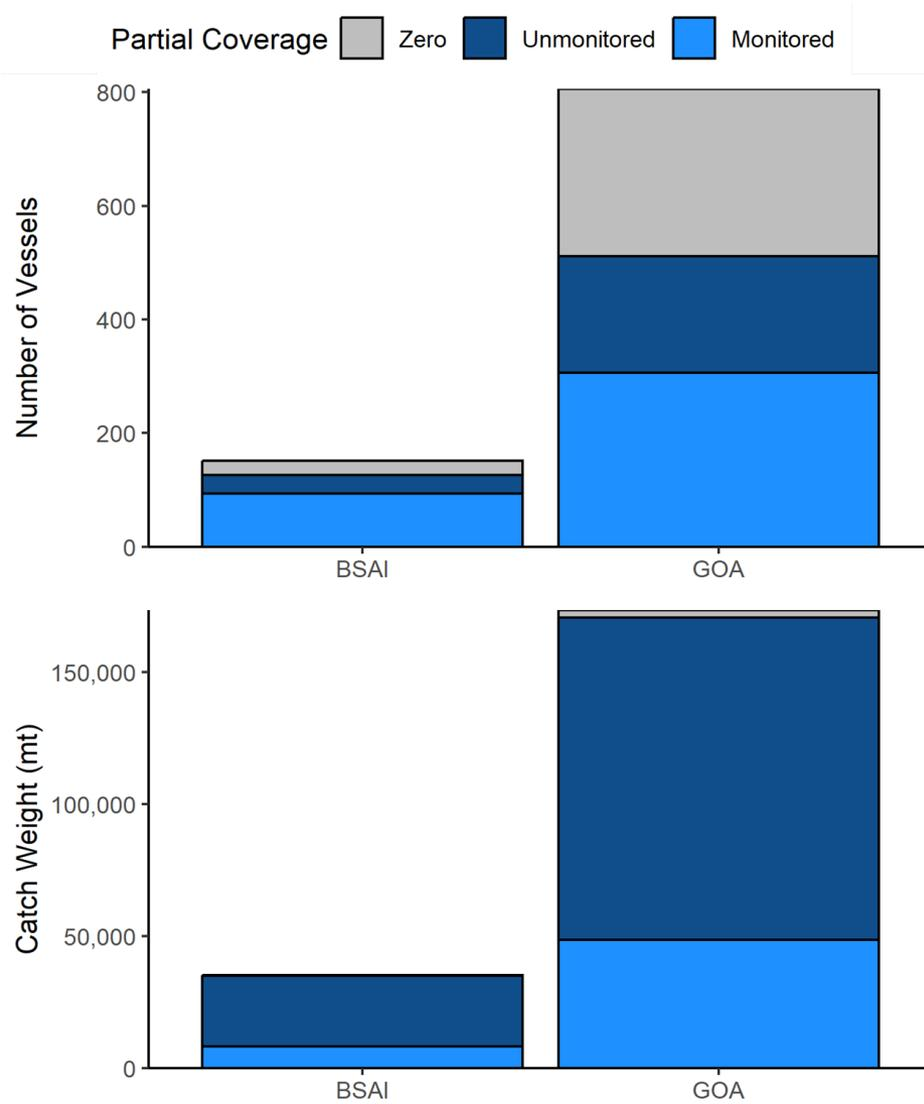 Partial Coverage Zero Unmonitored Monitored
Number of Vessels
800
600
400
200
0
BSAI GOA
Catch Weight (mt)
150,000
100,000
50,000
0
BSAI GOA